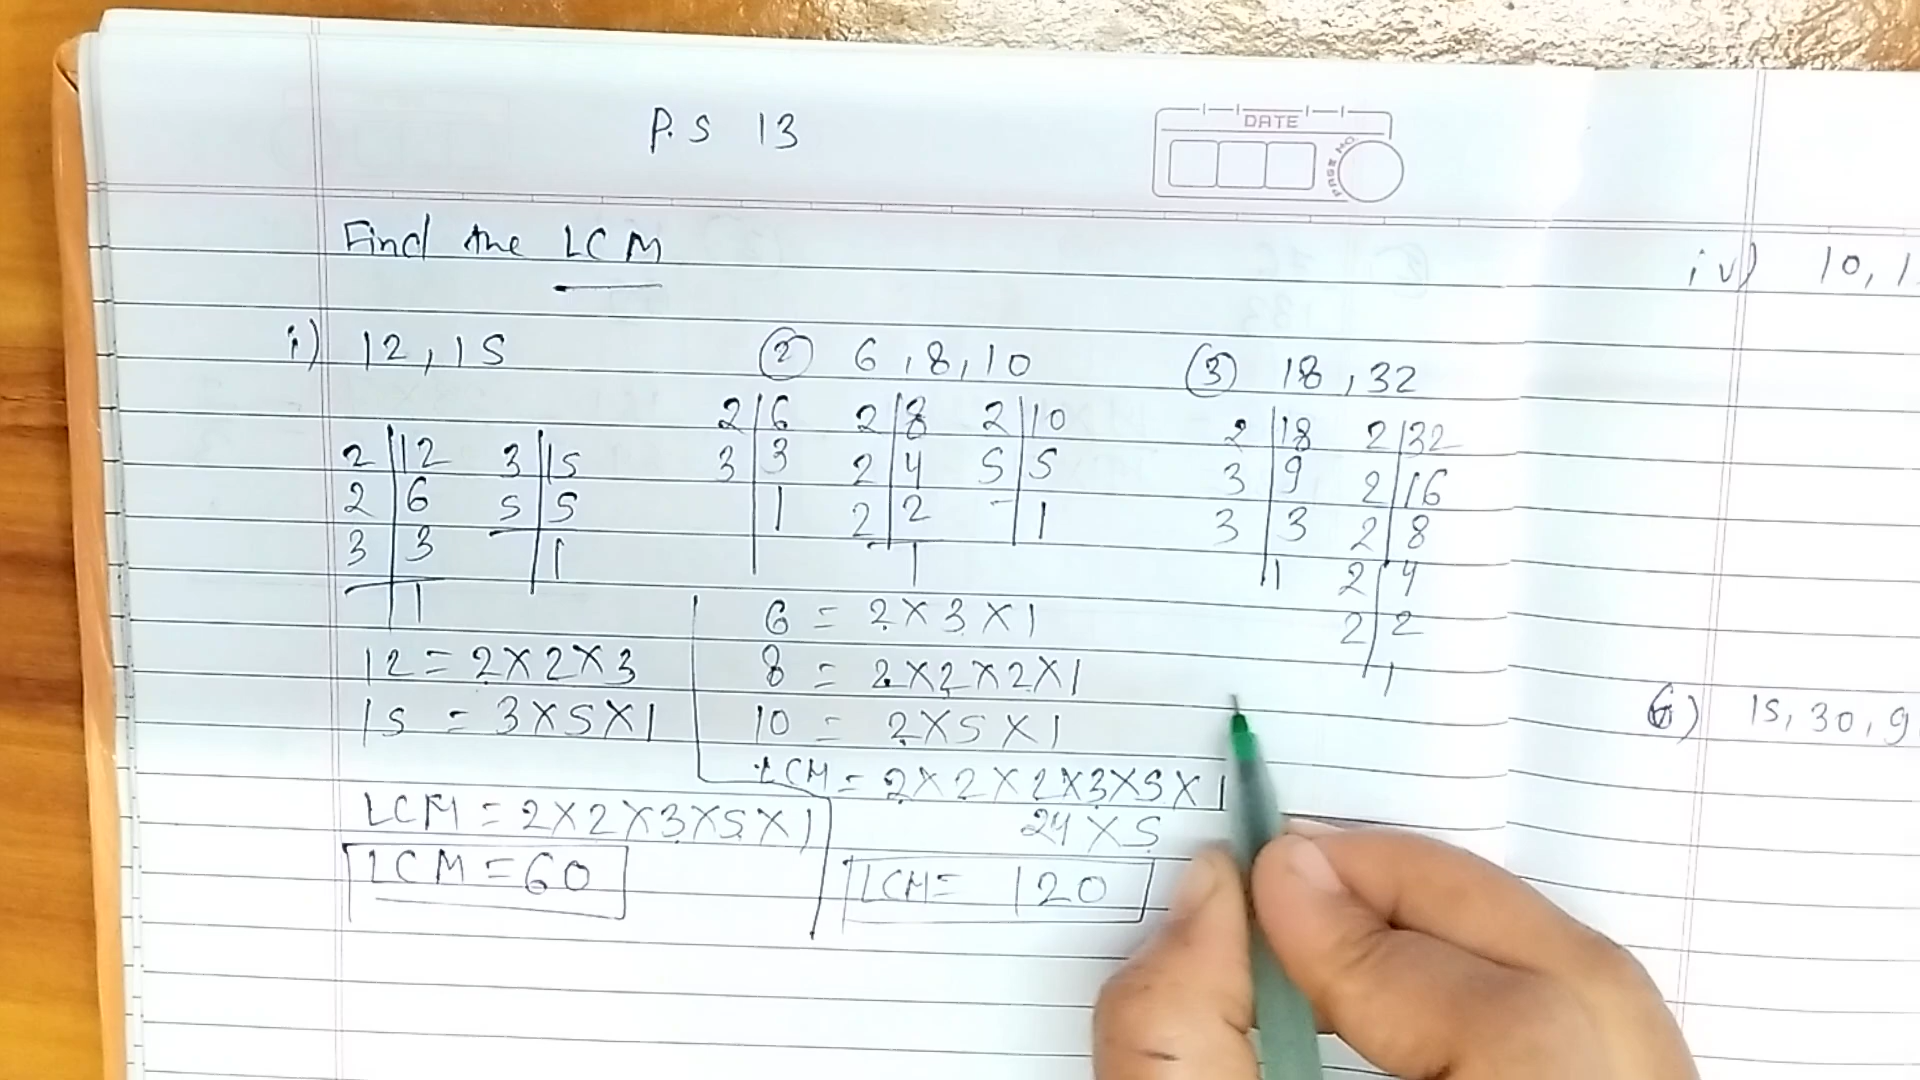 P.S 13
DATE
PAGE NO
Find the LCM
i) 12, 15
2 | 12
2 | 6
3 | 3
1
3 | 15
5 | 5
1
12 = 2×2×3
15 = 3×5×1
LCM = 2×2×3×5×1
LCM = 60
② 6, 8, 10
2 | 6
3 | 3
1
2 | 8
2 | 4
2 | 2
1
2 | 10
5 | 5
1
6 = 2×3×1
8 = 2×2×2×1
10 = 2×5×1
LCM = 2×2×2×3×5×1
24×5
LCM = 120
③ 18, 32
2 | 18
3 | 9
3 | 3
1
2 | 32
2 | 16
2 | 8
2 | 4
2 | 2
1
iv) 10, 1
6) 15, 30, 9